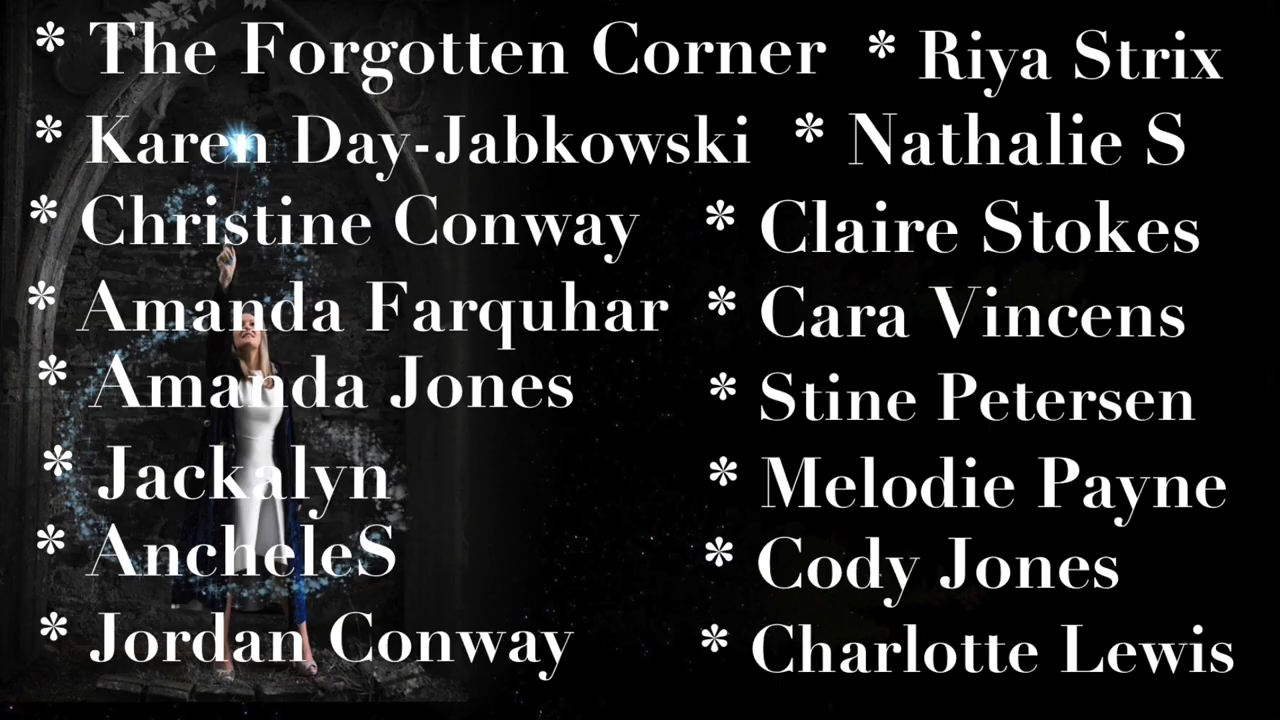 * The Forgotten Corner * Riya Strix
* Karen Day-Jabkowski * Nathalie S
* Christine Conway * Claire Stokes
* Amanda Farquhar * Cara Vincens
* Amanda Jones * Stine Petersen
* Jackalyn * Melodie Payne
* AncheleS * Cody Jones
* Jordan Conway * Charlotte Lewis